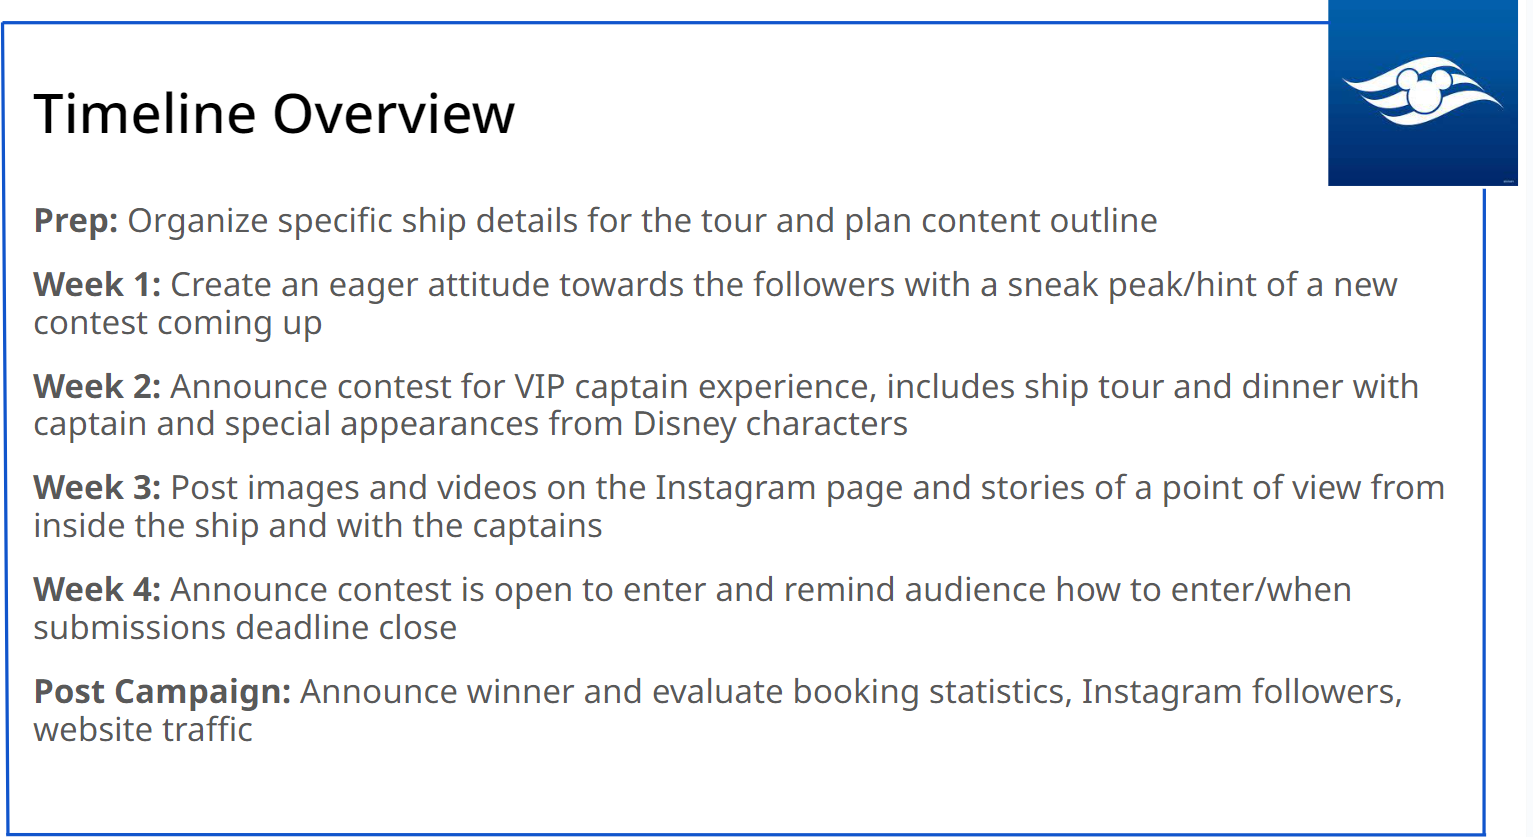 Timeline Overview
Prep: Organize specific ship details for the tour and plan content outline
Week 1: Create an eager attitude towards the followers with a sneak peak/hint of a new
contest coming up
Week 2: Announce contest for VIP captain experience, includes ship tour and dinner with
captain and special appearances from Disney characters
Week 3: Post images and videos on the Instagram page and stories of a point of view from
inside the ship and with the captains
Week 4: Announce contest is open to enter and remind audience how to enter/when
submissions deadline close
Post Campaign: Announce winner and evaluate booking statistics, Instagram followers,
website traffic